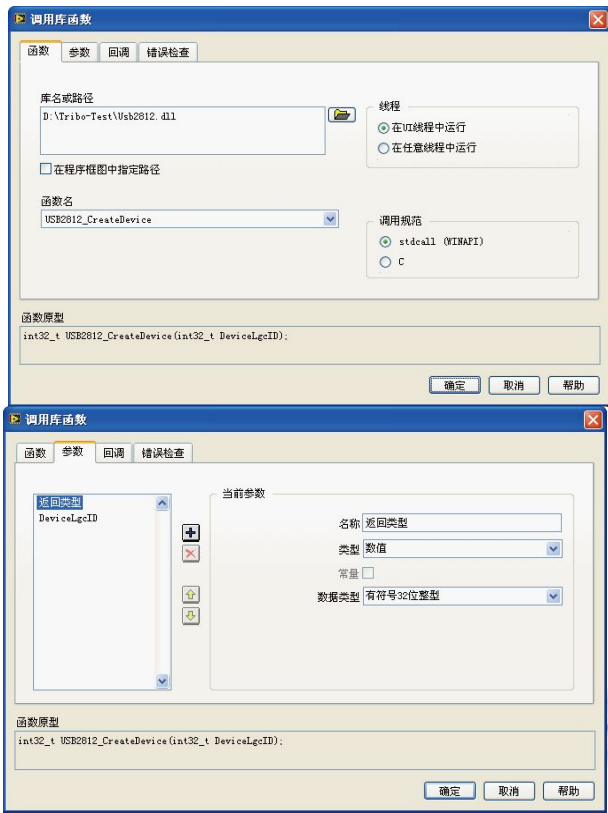 调用库函数
函数 参数 回调 错误检查
库名或路径
D:\Tribo-Test\Usb2812.dll
在程序框图中指定路径
函数名
USB2812_CreateDevice
线程
在UI线程中运行
在任意线程中运行
调用规范
stdcall (WINAPI)
C
函数原型
int32_t USB2812_CreateDevice(int32_t DeviceLgcID);
确定 取消 帮助
调用库函数
函数 参数 回调 错误检查
返回类型
DeviceLgcID
当前参数
名称 返回类型
类型 数值
常量
数据类型 有符号32位整型
函数原型
int32_t USB2812_CreateDevice(int32_t DeviceLgcID);
确定 取消 帮助